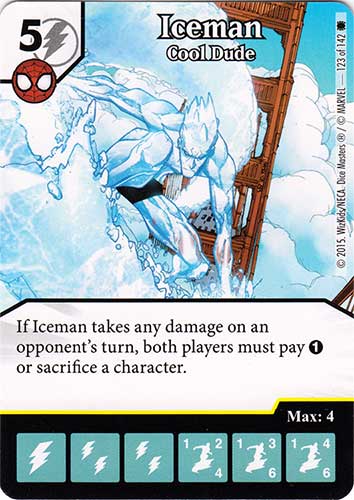 5
Iceman
Cool Dude
123 of 142
© 2015. WizKids/NECA. Dice Masters ® / © MARVEL
If Iceman takes any damage on an
opponent's turn, both players must pay 1
or sacrifice a character.
Max: 4
1 2 4
1 3 6
1 4 6